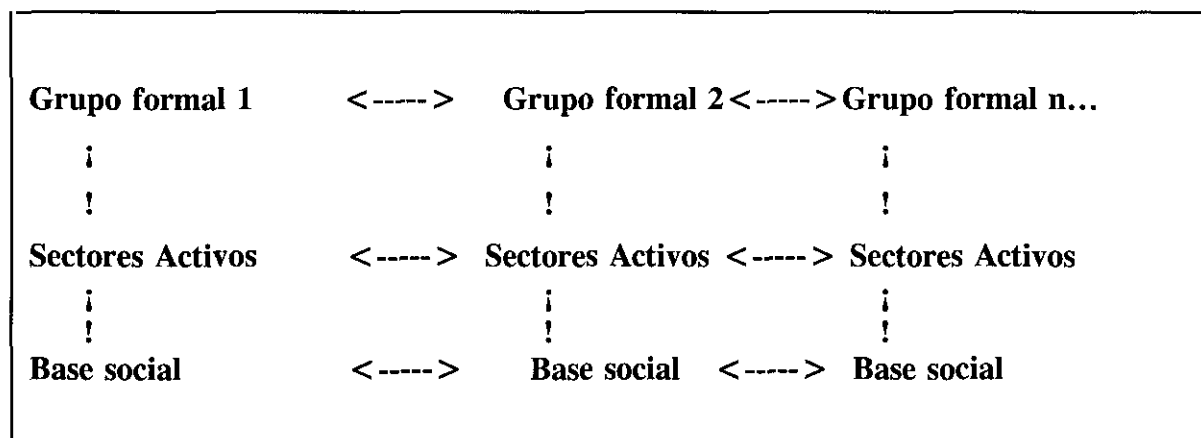 Grupo formal 1 <-----> Grupo formal 2 <-----> Grupo formal n...
¡ ¡ ¡
! ! !
Sectores Activos <-----> Sectores Activos <-----> Sectores Activos
¡ ¡ ¡
! ! !
Base social <-----> Base social <-----> Base social